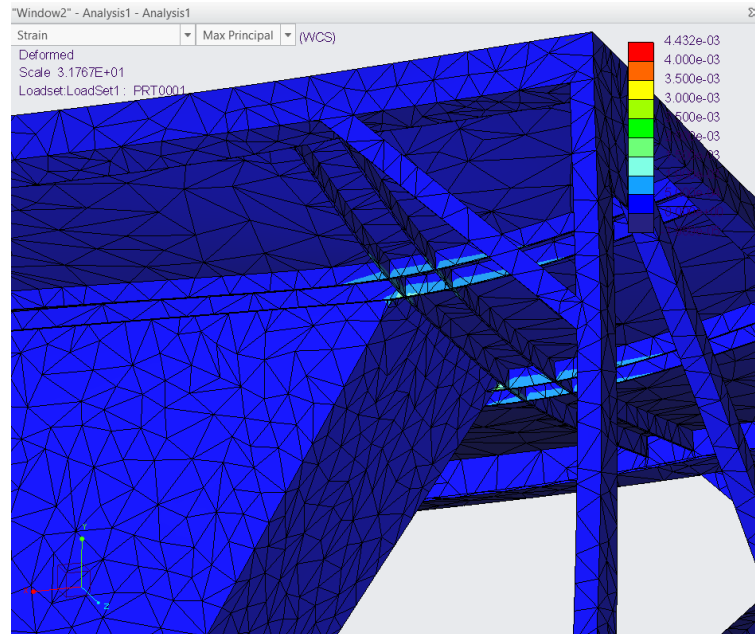 "Window2" - Analysis1 - Analysis1
Strain Max Principal (WCS)
Deformed
Scale 3.1767E+01
Loadset:LoadSet1 : PRT0001
4.432e-03
4.000e-03
3.500e-03
3.000e-03
Y
Z